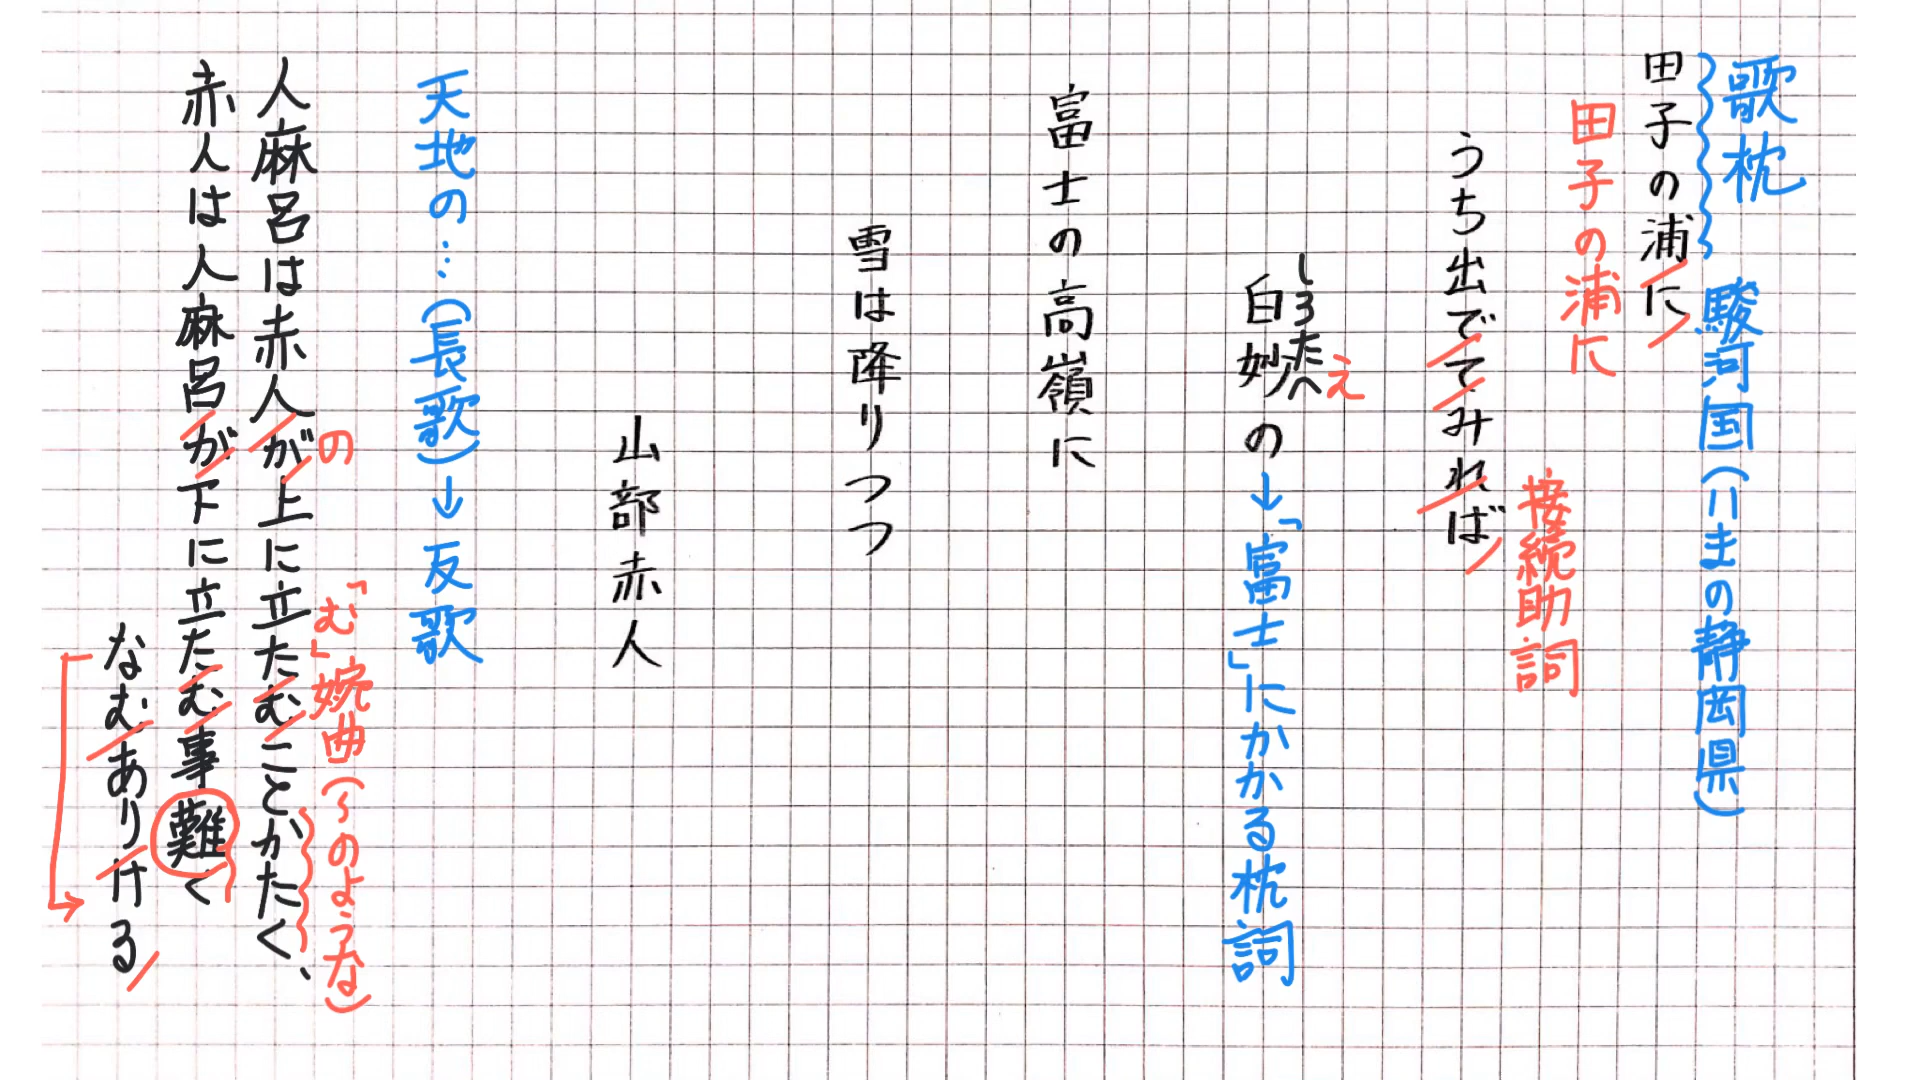 歌枕　駿河国(=いまの静岡県)
田子の浦に
田子の浦に
接続助詞
うち出でてみれば
しろたへ
え
白妙の→「富士」にかかる枕詞
富士の高嶺に
雪は降りつつ
山部赤人
天地の…(長歌)→反歌
「む」婉曲(〜のような)
の
人麻呂は赤人が上に立たむことかたく、
赤人は人麻呂が下に立たむ事難く
なむありける